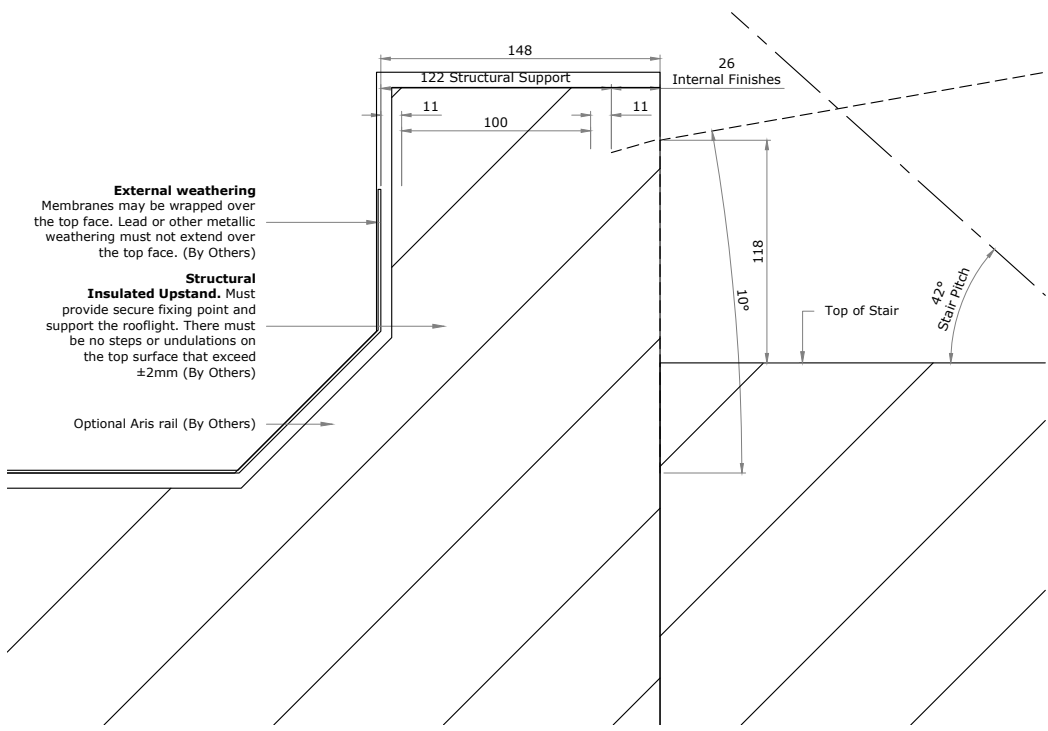 148
122 Structural Support
26
Internal Finishes
11
100
11
External weathering
Membranes may be wrapped over
the top face. Lead or other metallic
weathering must not extend over
the top face. (By Others)
118
10°
42°
Stair Pitch
Structural
Insulated Upstand. Must
provide secure fixing point and
support the rooflight. There must
be no steps or undulations on
the top surface that exceed
±2mm (By Others)
Top of Stair
Optional Aris rail (By Others)